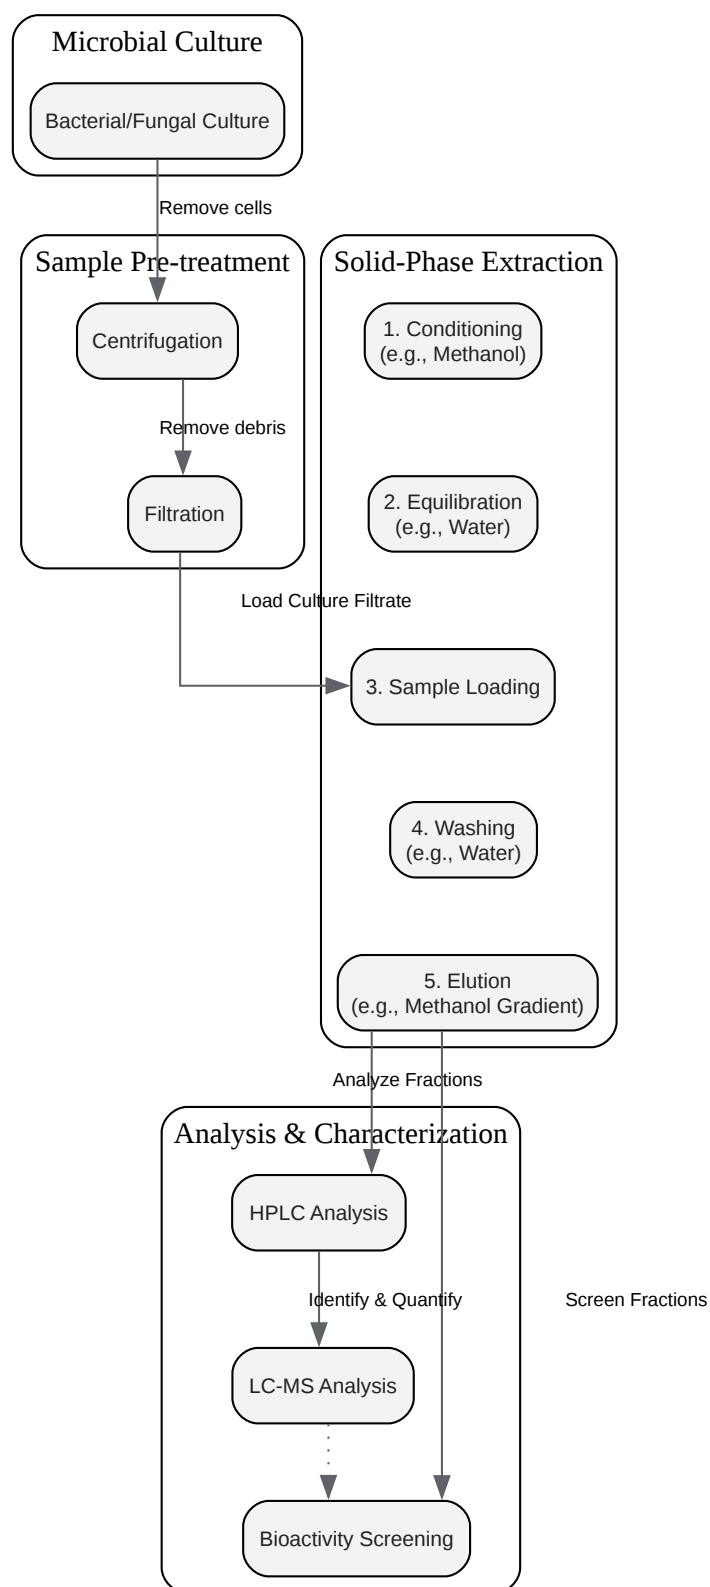 Microbial Culture
Bacterial/Fungal Culture
Remove cells
Sample Pre-treatment
Centrifugation
Remove debris
Filtration
Load Culture Filtrate
Solid-Phase Extraction
1. Conditioning
(e.g., Methanol)
2. Equilibration
(e.g., Water)
3. Sample Loading
4. Washing
(e.g., Water)
5. Elution
(e.g., Methanol Gradient)
Analyze Fractions
Analysis & Characterization
HPLC Analysis
Identify & Quantify
Screen Fractions
LC-MS Analysis
Bioactivity Screening